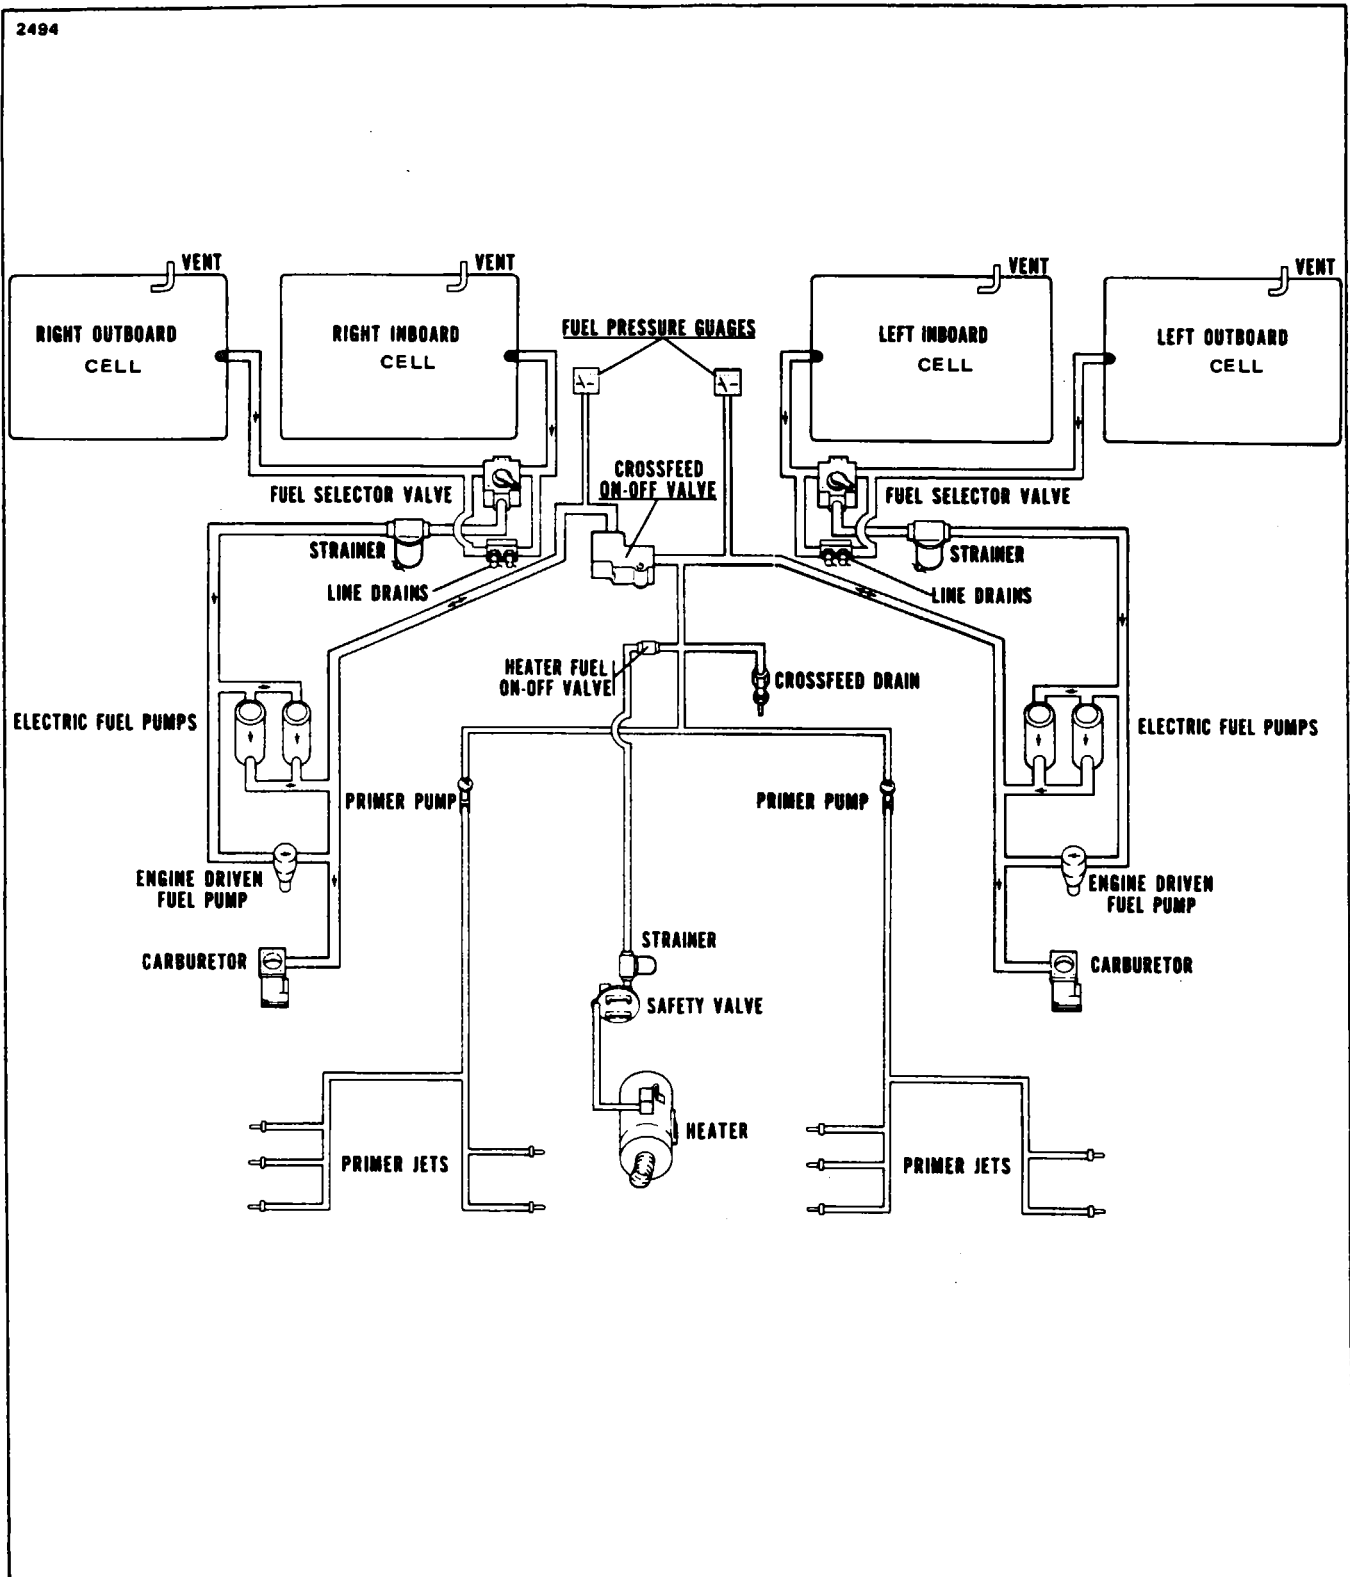 2494
VENT
VENT
VENT
VENT
RIGHT OUTBOARD
CELL
RIGHT INBOARD
CELL
FUEL PRESSURE GUAGES
LEFT INBOARD
CELL
LEFT OUTBOARD
CELL
CROSSFEED
ON-OFF VALVE
FUEL SELECTOR VALVE
FUEL SELECTOR VALVE
STRAINER
STRAINER
LINE DRAINS
LINE DRAINS
HEATER FUEL
ON-OFF VALVE
CROSSFEED DRAIN
ELECTRIC FUEL PUMPS
ELECTRIC FUEL PUMPS
PRIMER PUMP
PRIMER PUMP
ENGINE DRIVEN
FUEL PUMP
ENGINE DRIVEN
FUEL PUMP
STRAINER
CARBURETOR
CARBURETOR
SAFETY VALVE
HEATER
PRIMER JETS
PRIMER JETS